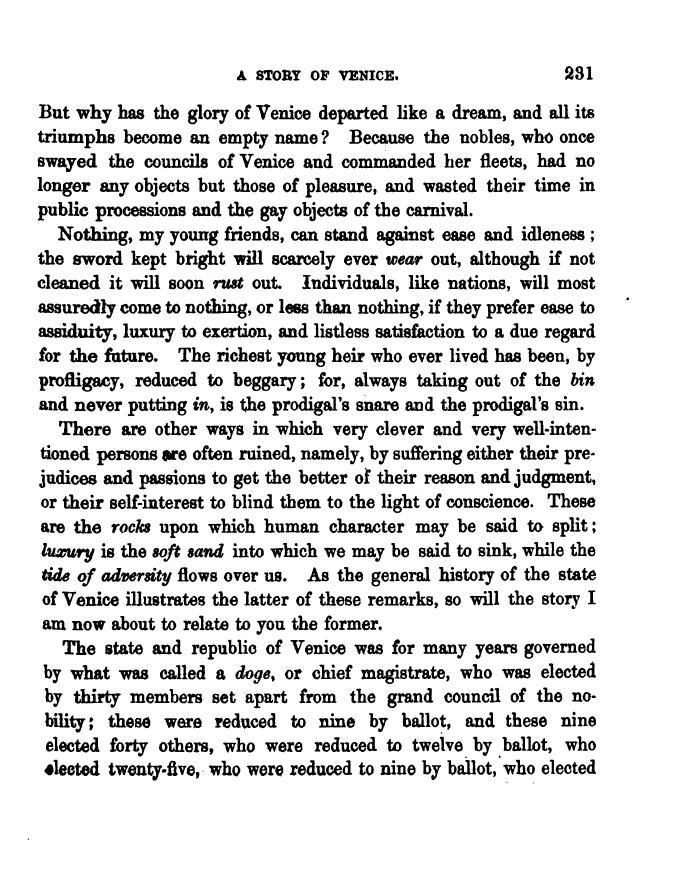 A STORY OF VENICE. 231
But why has the glory of Venice departed like a dream, and all its
triumphs become an empty name? Because the nobles, who once
swayed the councils of Venice and commanded her fleets, had no
longer any objects but those of pleasure, and wasted their time in
public processions and the gay objects of the carnival.
Nothing, my young friends, can stand against ease and idleness;
the sword kept bright will scarcely ever wear out, although if not
cleaned it will soon rust out. Individuals, like nations, will most
assuredly come to nothing, or less than nothing, if they prefer ease to
assiduity, luxury to exertion, and listless satisfaction to a due regard
for the future. The richest young heir who ever lived has been, by
profligacy, reduced to beggary; for, always taking out of the bin
and never putting in, is the prodigal's snare and the prodigal's sin.
There are other ways in which very clever and very well-inten-
tioned persons are often ruined, namely, by suffering either their pre-
judices and passions to get the better of their reason and judgment,
or their self-interest to blind them to the light of conscience. These
are the rocks upon which human character may be said to split;
luxury is the soft sand into which we may be said to sink, while the
tide of adversity flows over us. As the general history of the state
of Venice illustrates the latter of these remarks, so will the story I
am now about to relate to you the former.
The state and republic of Venice was for many years governed
by what was called a doge, or chief magistrate, who was elected
by thirty members set apart from the grand council of the no-
bility; these were reduced to nine by ballot, and these nine
elected forty others, who were reduced to twelve by ballot, who
elected twenty-five, who were reduced to nine by ballot, who elected